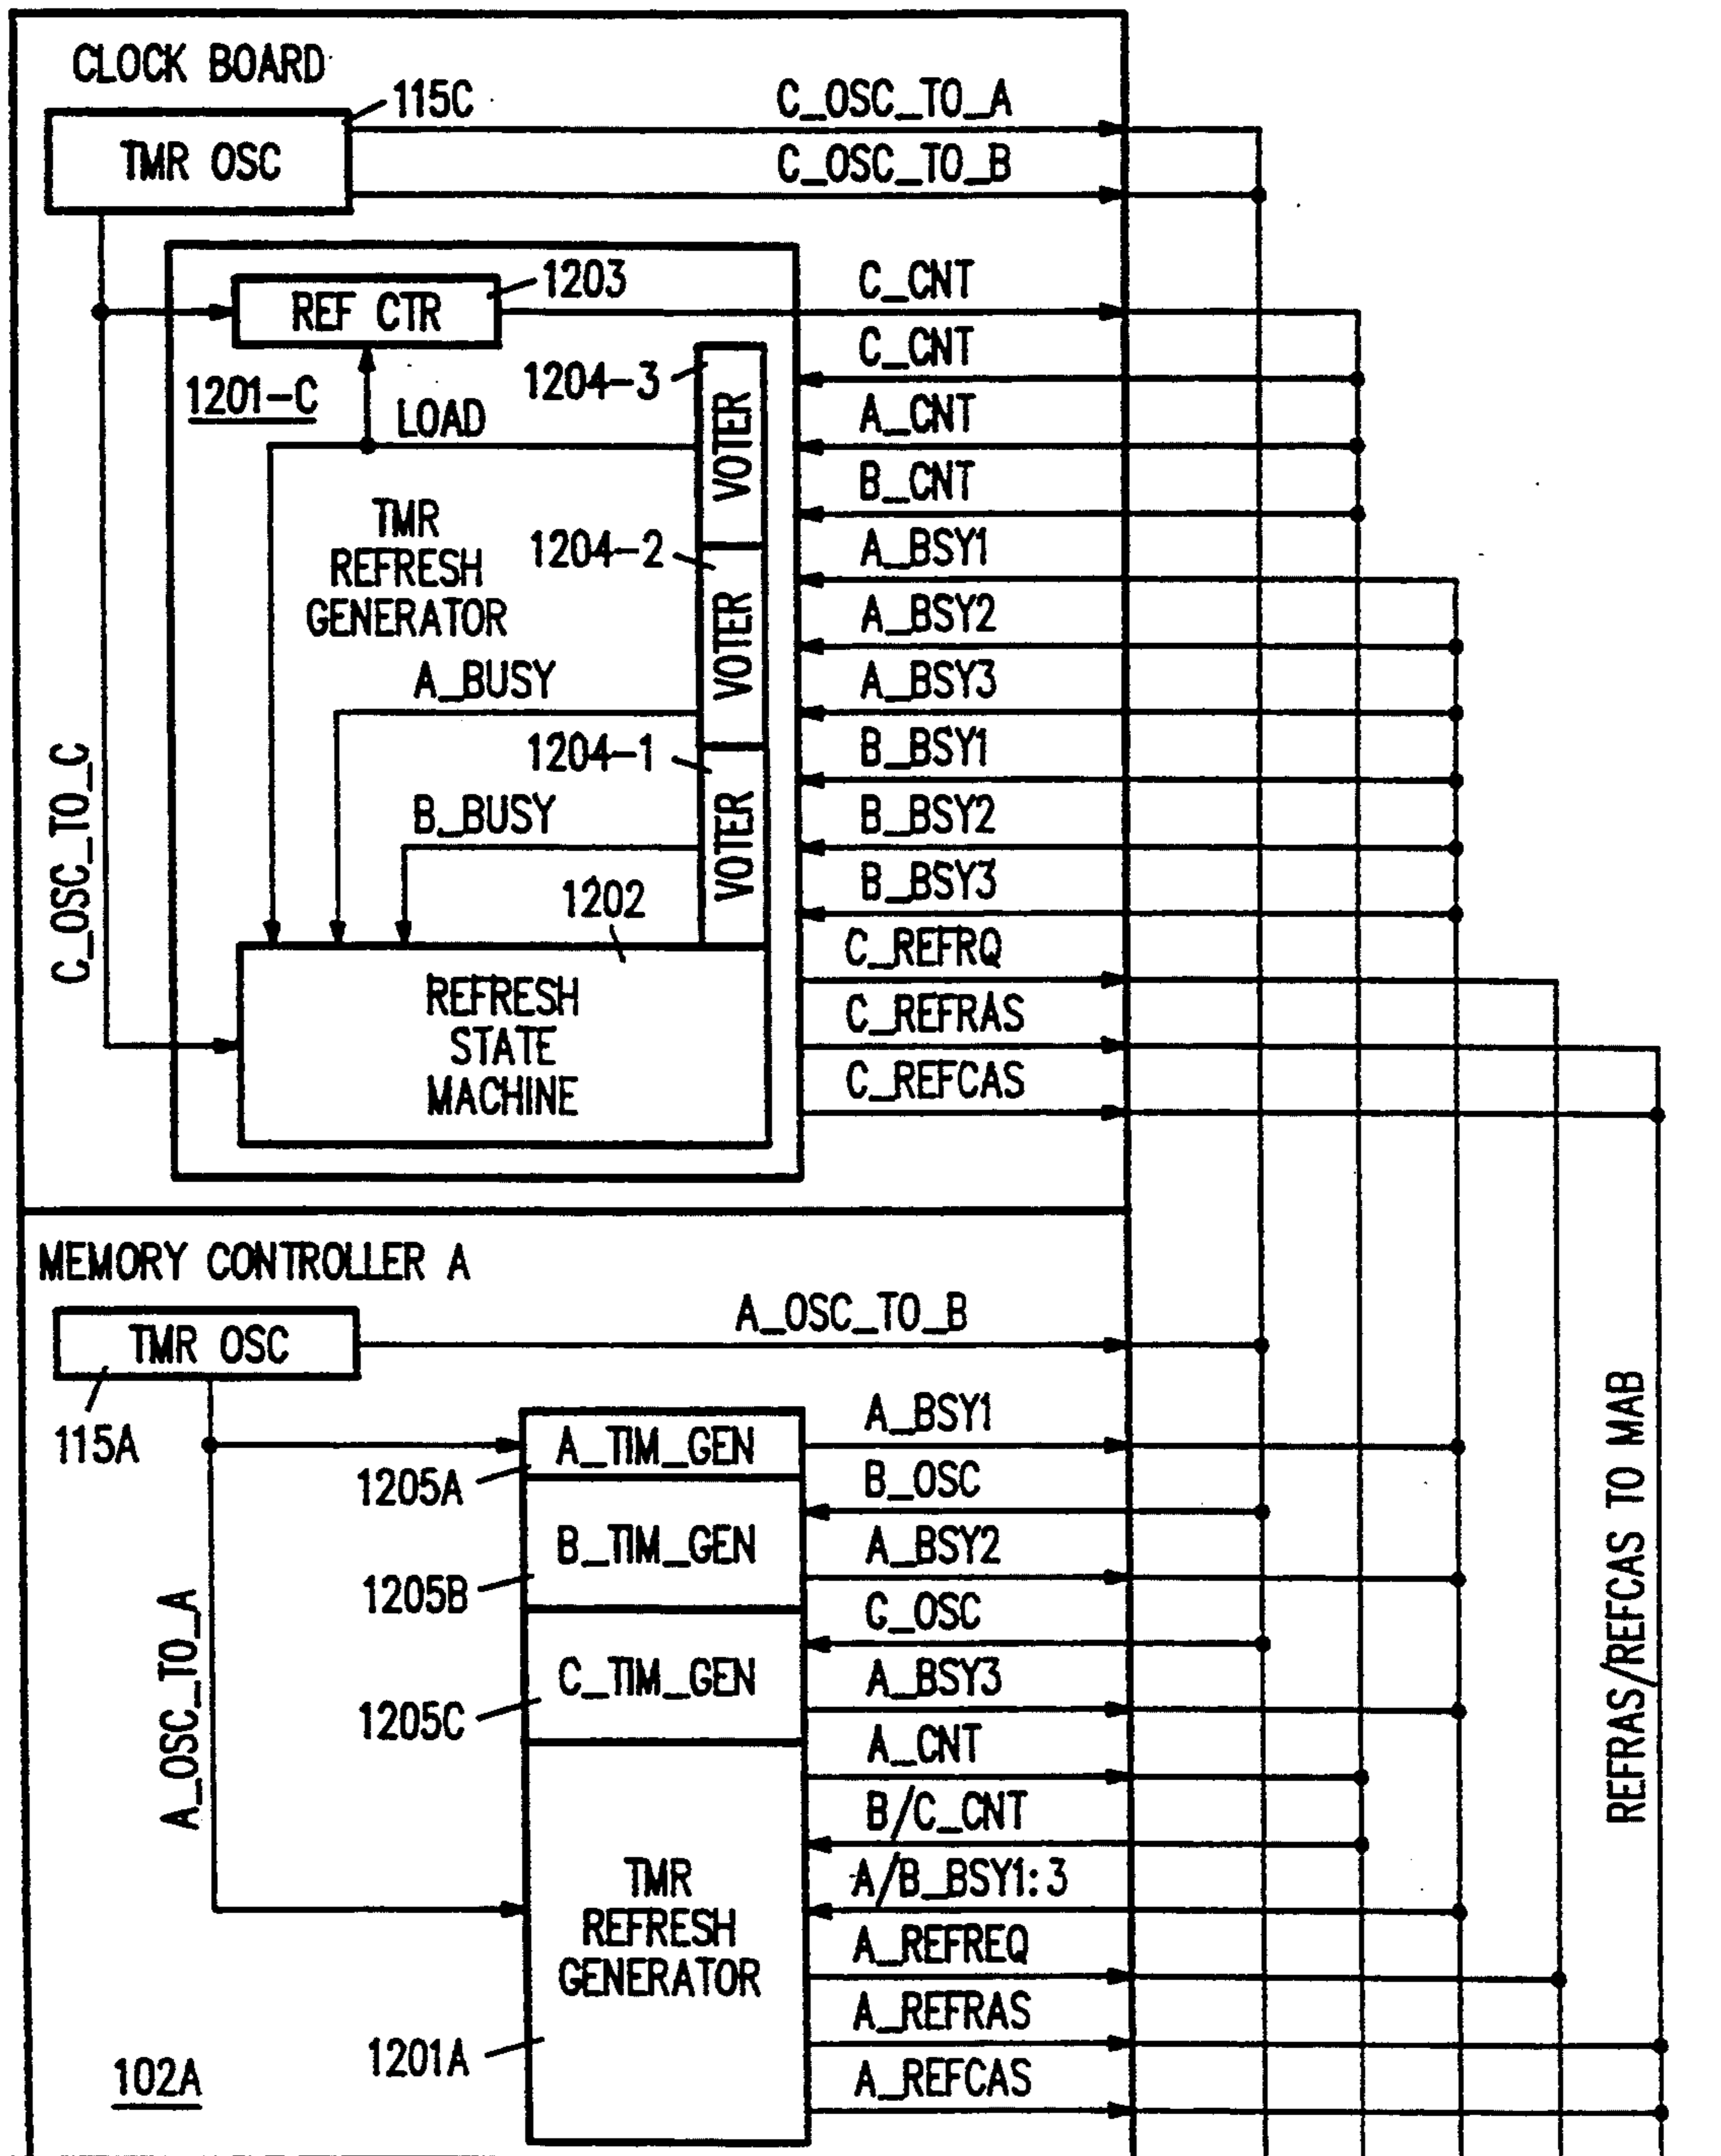 CLOCK BOARD
115C
TMR OSC
C_OSC_TO_A
C_OSC_TO_B
1203
REF CTR
C_CNT
C_CNT
1204-3
1201-C
LOAD
VOTER
A_CNT
B_CNT
TMR
REFRESH
GENERATOR
1204-2
VOTER
A_BSY1
A_BSY2
A_BUSY
A_BSY3
1204-1
VOTER
B_BSY1
B_BUSY
B_BSY2
B_BSY3
C_OSC_TO_C
1202
REFRESH
STATE
MACHINE
C_REFRQ
C_REFRAS
C_REFCAS
MEMORY CONTROLLER A
TMR OSC
A_OSC_TO_B
115A
A_TIM_GEN
A_BSY1
1205A
B_OSC
B_TIM_GEN
A_BSY2
1205B
C_OSC
C_TIM_GEN
A_BSY3
1205C
A_CNT
A_OSC_TO_A
B/C_CNT
TMR
REFRESH
GENERATOR
A/B_BSY1:3
A_REFREQ
A_REFRAS
1201A
A_REFCAS
102A
REFRAS/REFCAS TO MAB